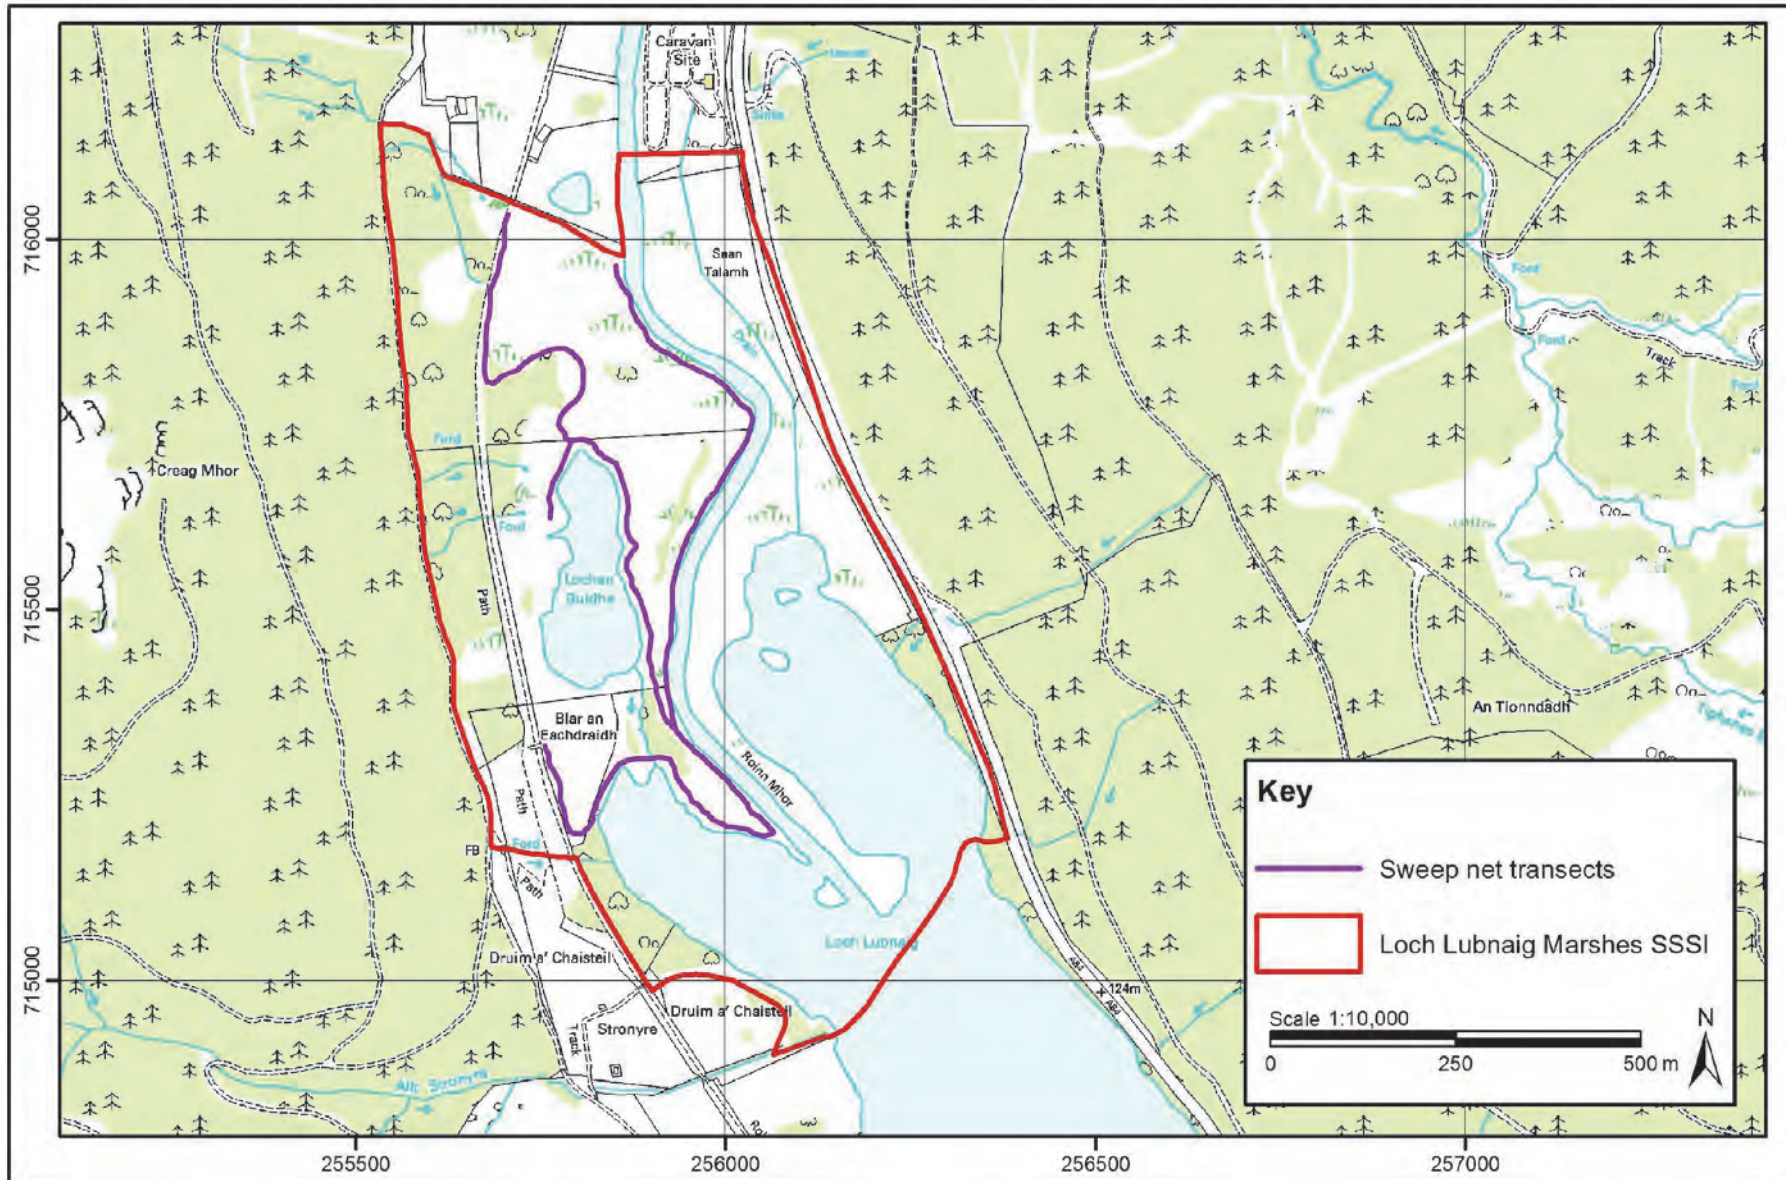 Caravan
Site
Sinks
716000
Sean
Talamh
Drain
Ford
Ford
Track
Ford
Creag Mhor
Ford
Ford
Path
Lochan
Buidhe
715500
Blar an
Eachdraidh
An Tionndadh
Roinn Mhor
Path
FB
Ford
Path
Loch Lubnaig
Druim a' Chaisteil
A84
124m
A84
715000
Druim a' Chaisteil
Stronyre
Track
Key
Sweep net transects
Loch Lubnaig Marshes SSSI
Scale 1:10,000
0 250 500 m
N
255500 256000 256500 257000